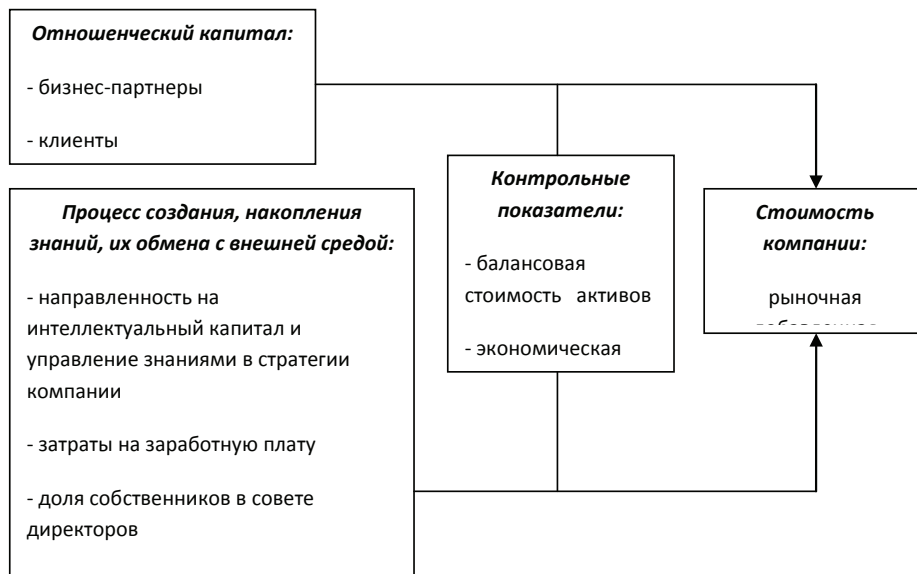 Отношенческий капитал:
- бизнес-партнеры
- клиенты
Процесс создания, накопления
знаний, их обмена с внешней средой:
- направленность на
интеллектуальный капитал и
управление знаниями в стратегии
компании
- затраты на заработную плату
- доля собственников в совете
директоров
Контрольные
показатели:
- балансовая
стоимость активов
- экономическая
Стоимость
компании:
рыночная